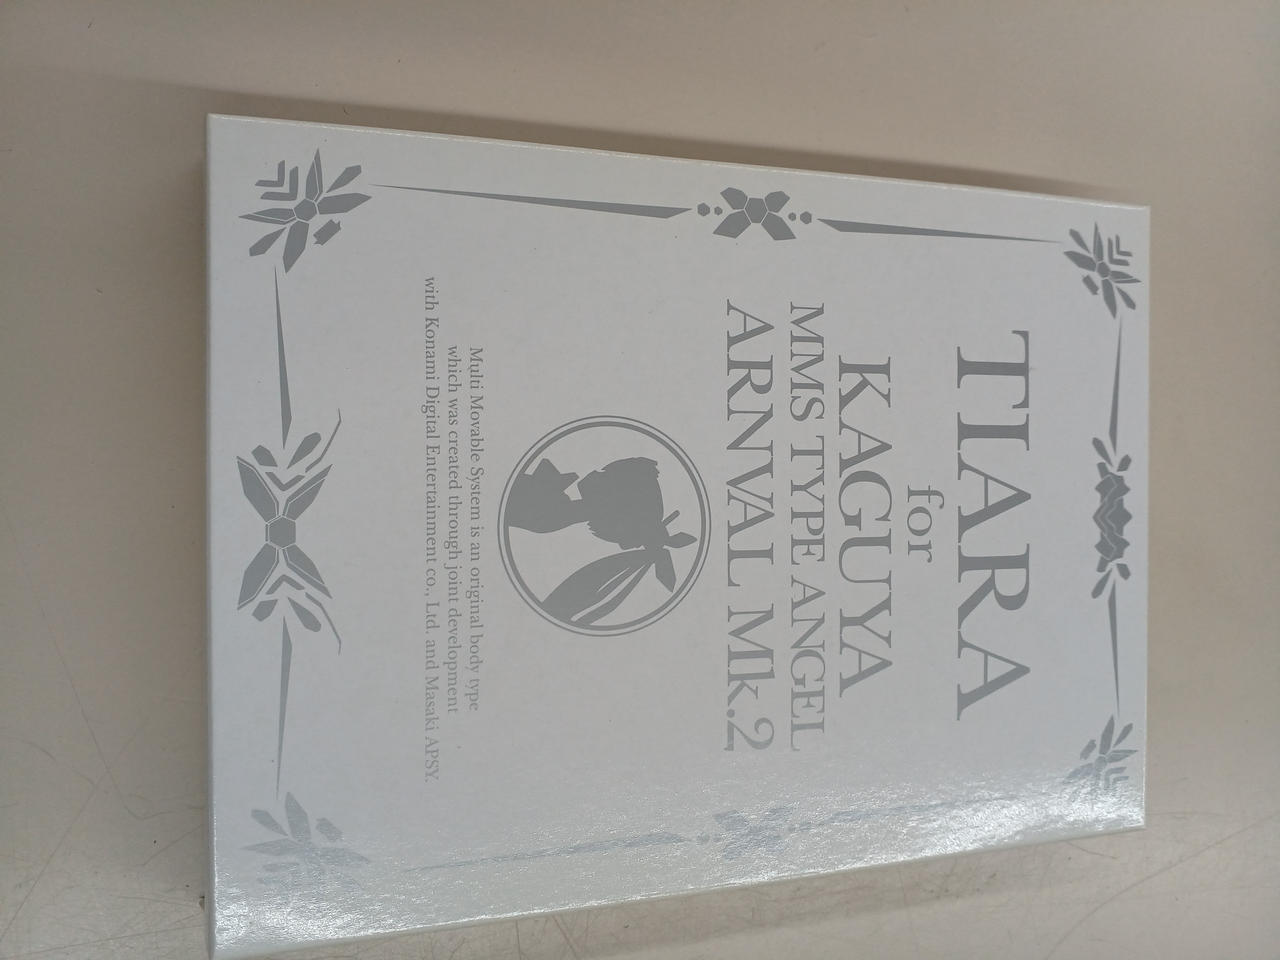 TIARA
for
KAGUYA
MMS TYPE ANGEL
ARNVAL Mk.2
Multi Movable System is an original body type
which was created through joint development
with Konami Digital Entertainment co., Ltd. and Masaki APSY.